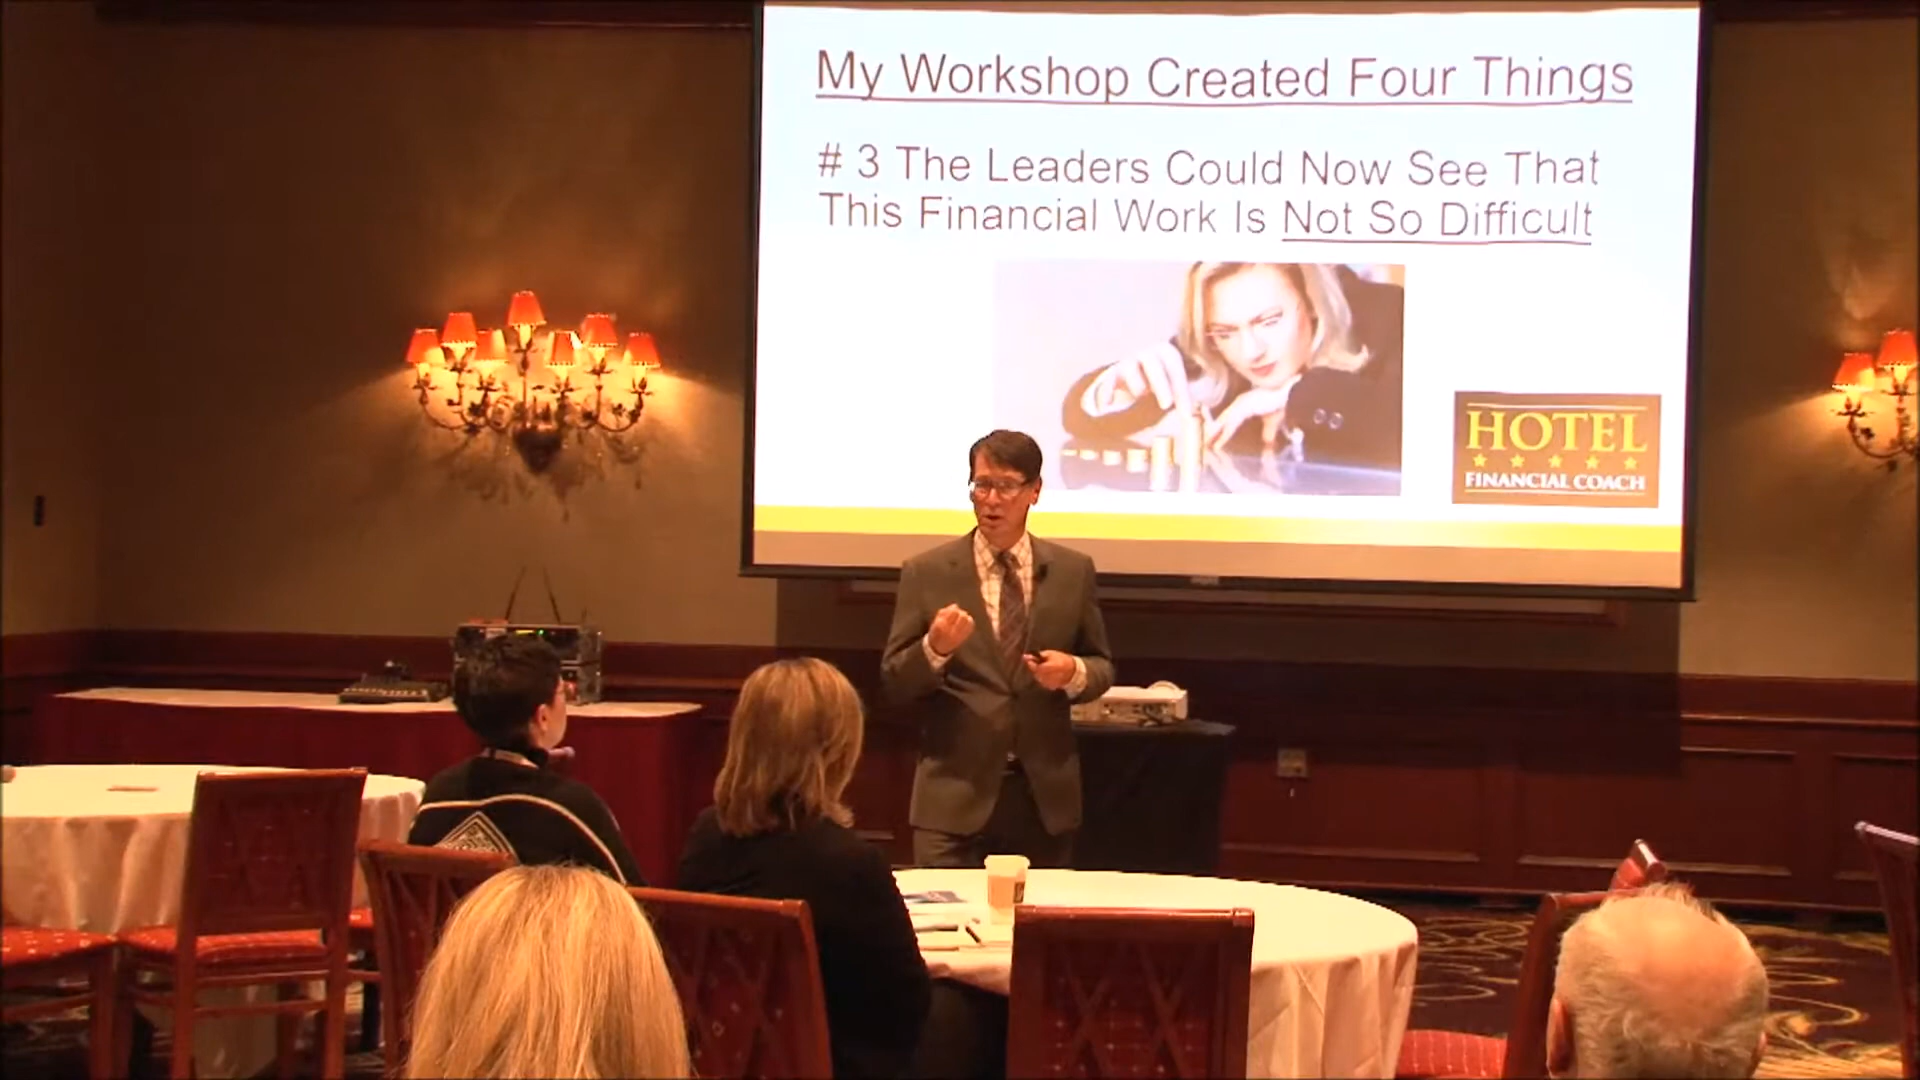 My Workshop Created Four Things
# 3 The Leaders Could Now See That
This Financial Work Is Not So Difficult
HOTEL
FINANCIAL COACH